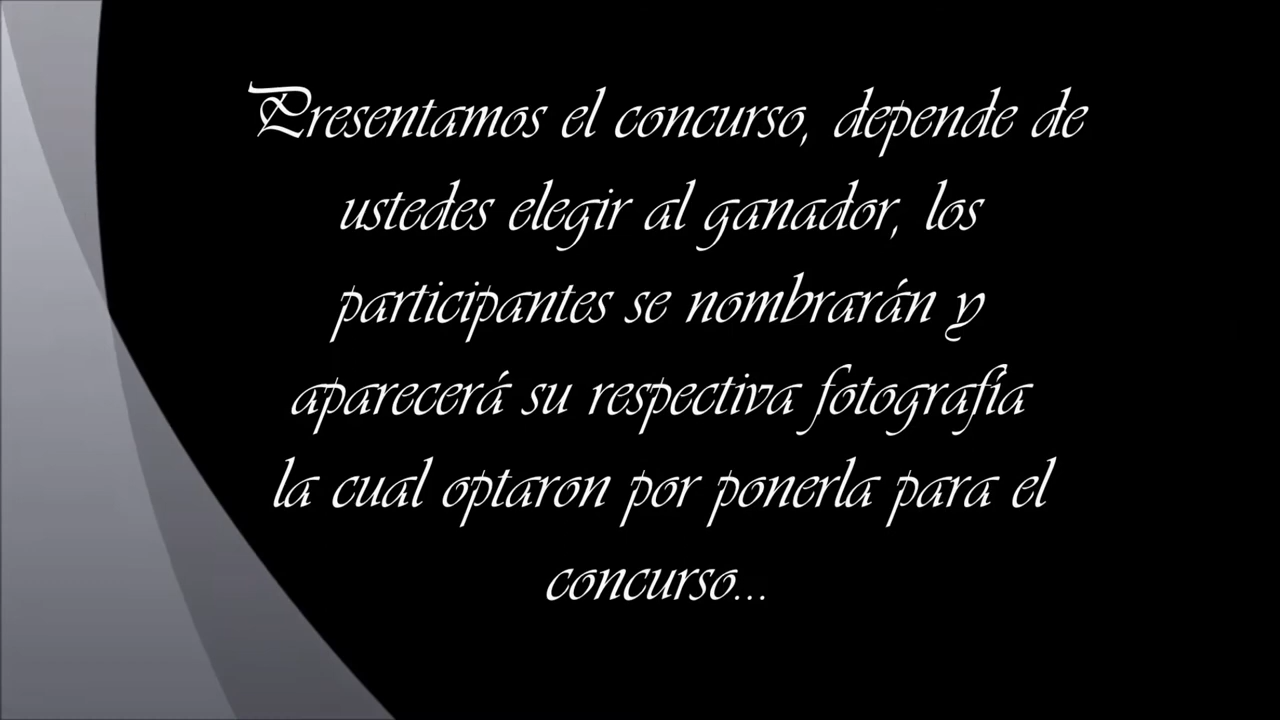 Presentamos el concurso, depende de
ustedes elegir al ganador, los
participantes se nombrarán y
aparecerá su respectiva fotografía
la cual optaron por ponerla para el
concurso...